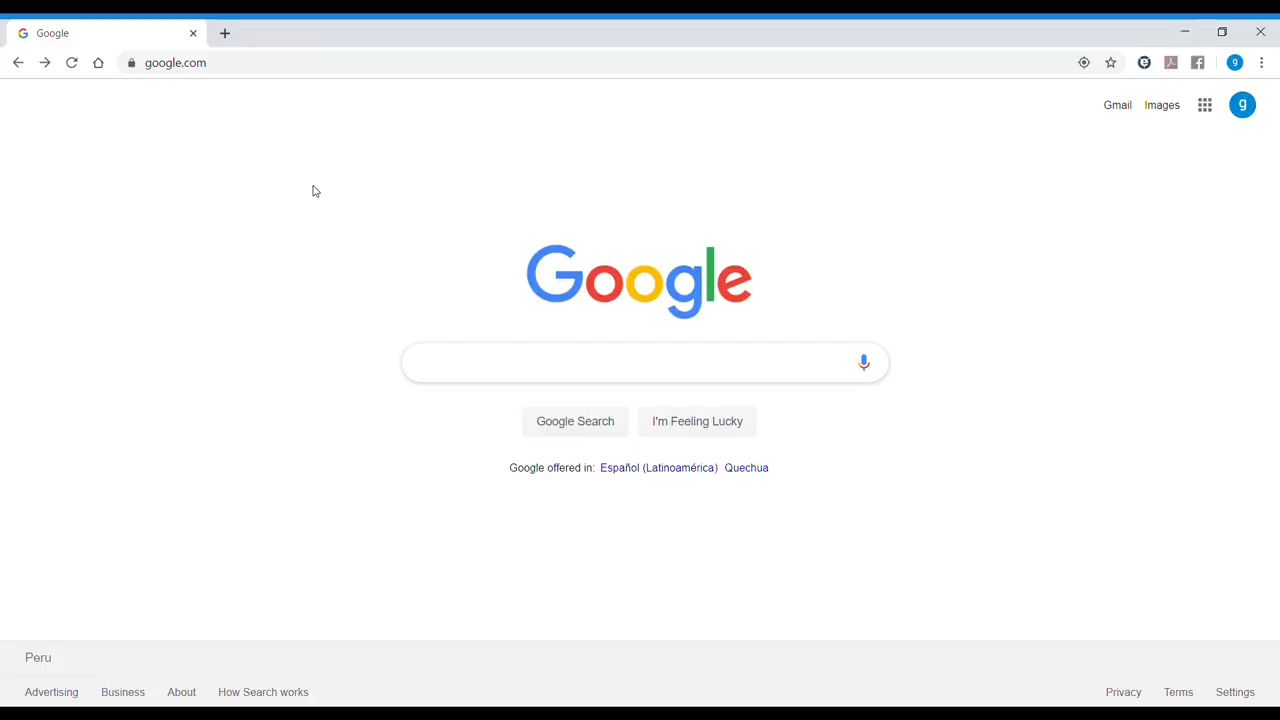 Google
google.com
g
Gmail Images g
Google
Google Search I'm Feeling Lucky
Google offered in: Español (Latinoamérica) Quechua
Peru
Advertising Business About How Search works Privacy Terms Settings